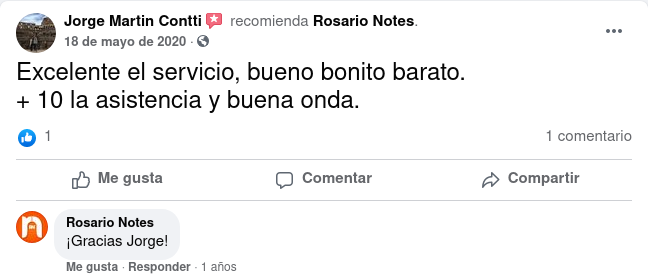 Jorge Martin Contti recomienda Rosario Notes.
18 de mayo de 2020 ·
Excelente el servicio, bueno bonito barato.
+ 10 la asistencia y buena onda.
1 1 comentario
Me gusta Comentar Compartir
Rosario Notes
¡Gracias Jorge!
Me gusta · Responder · 1 años